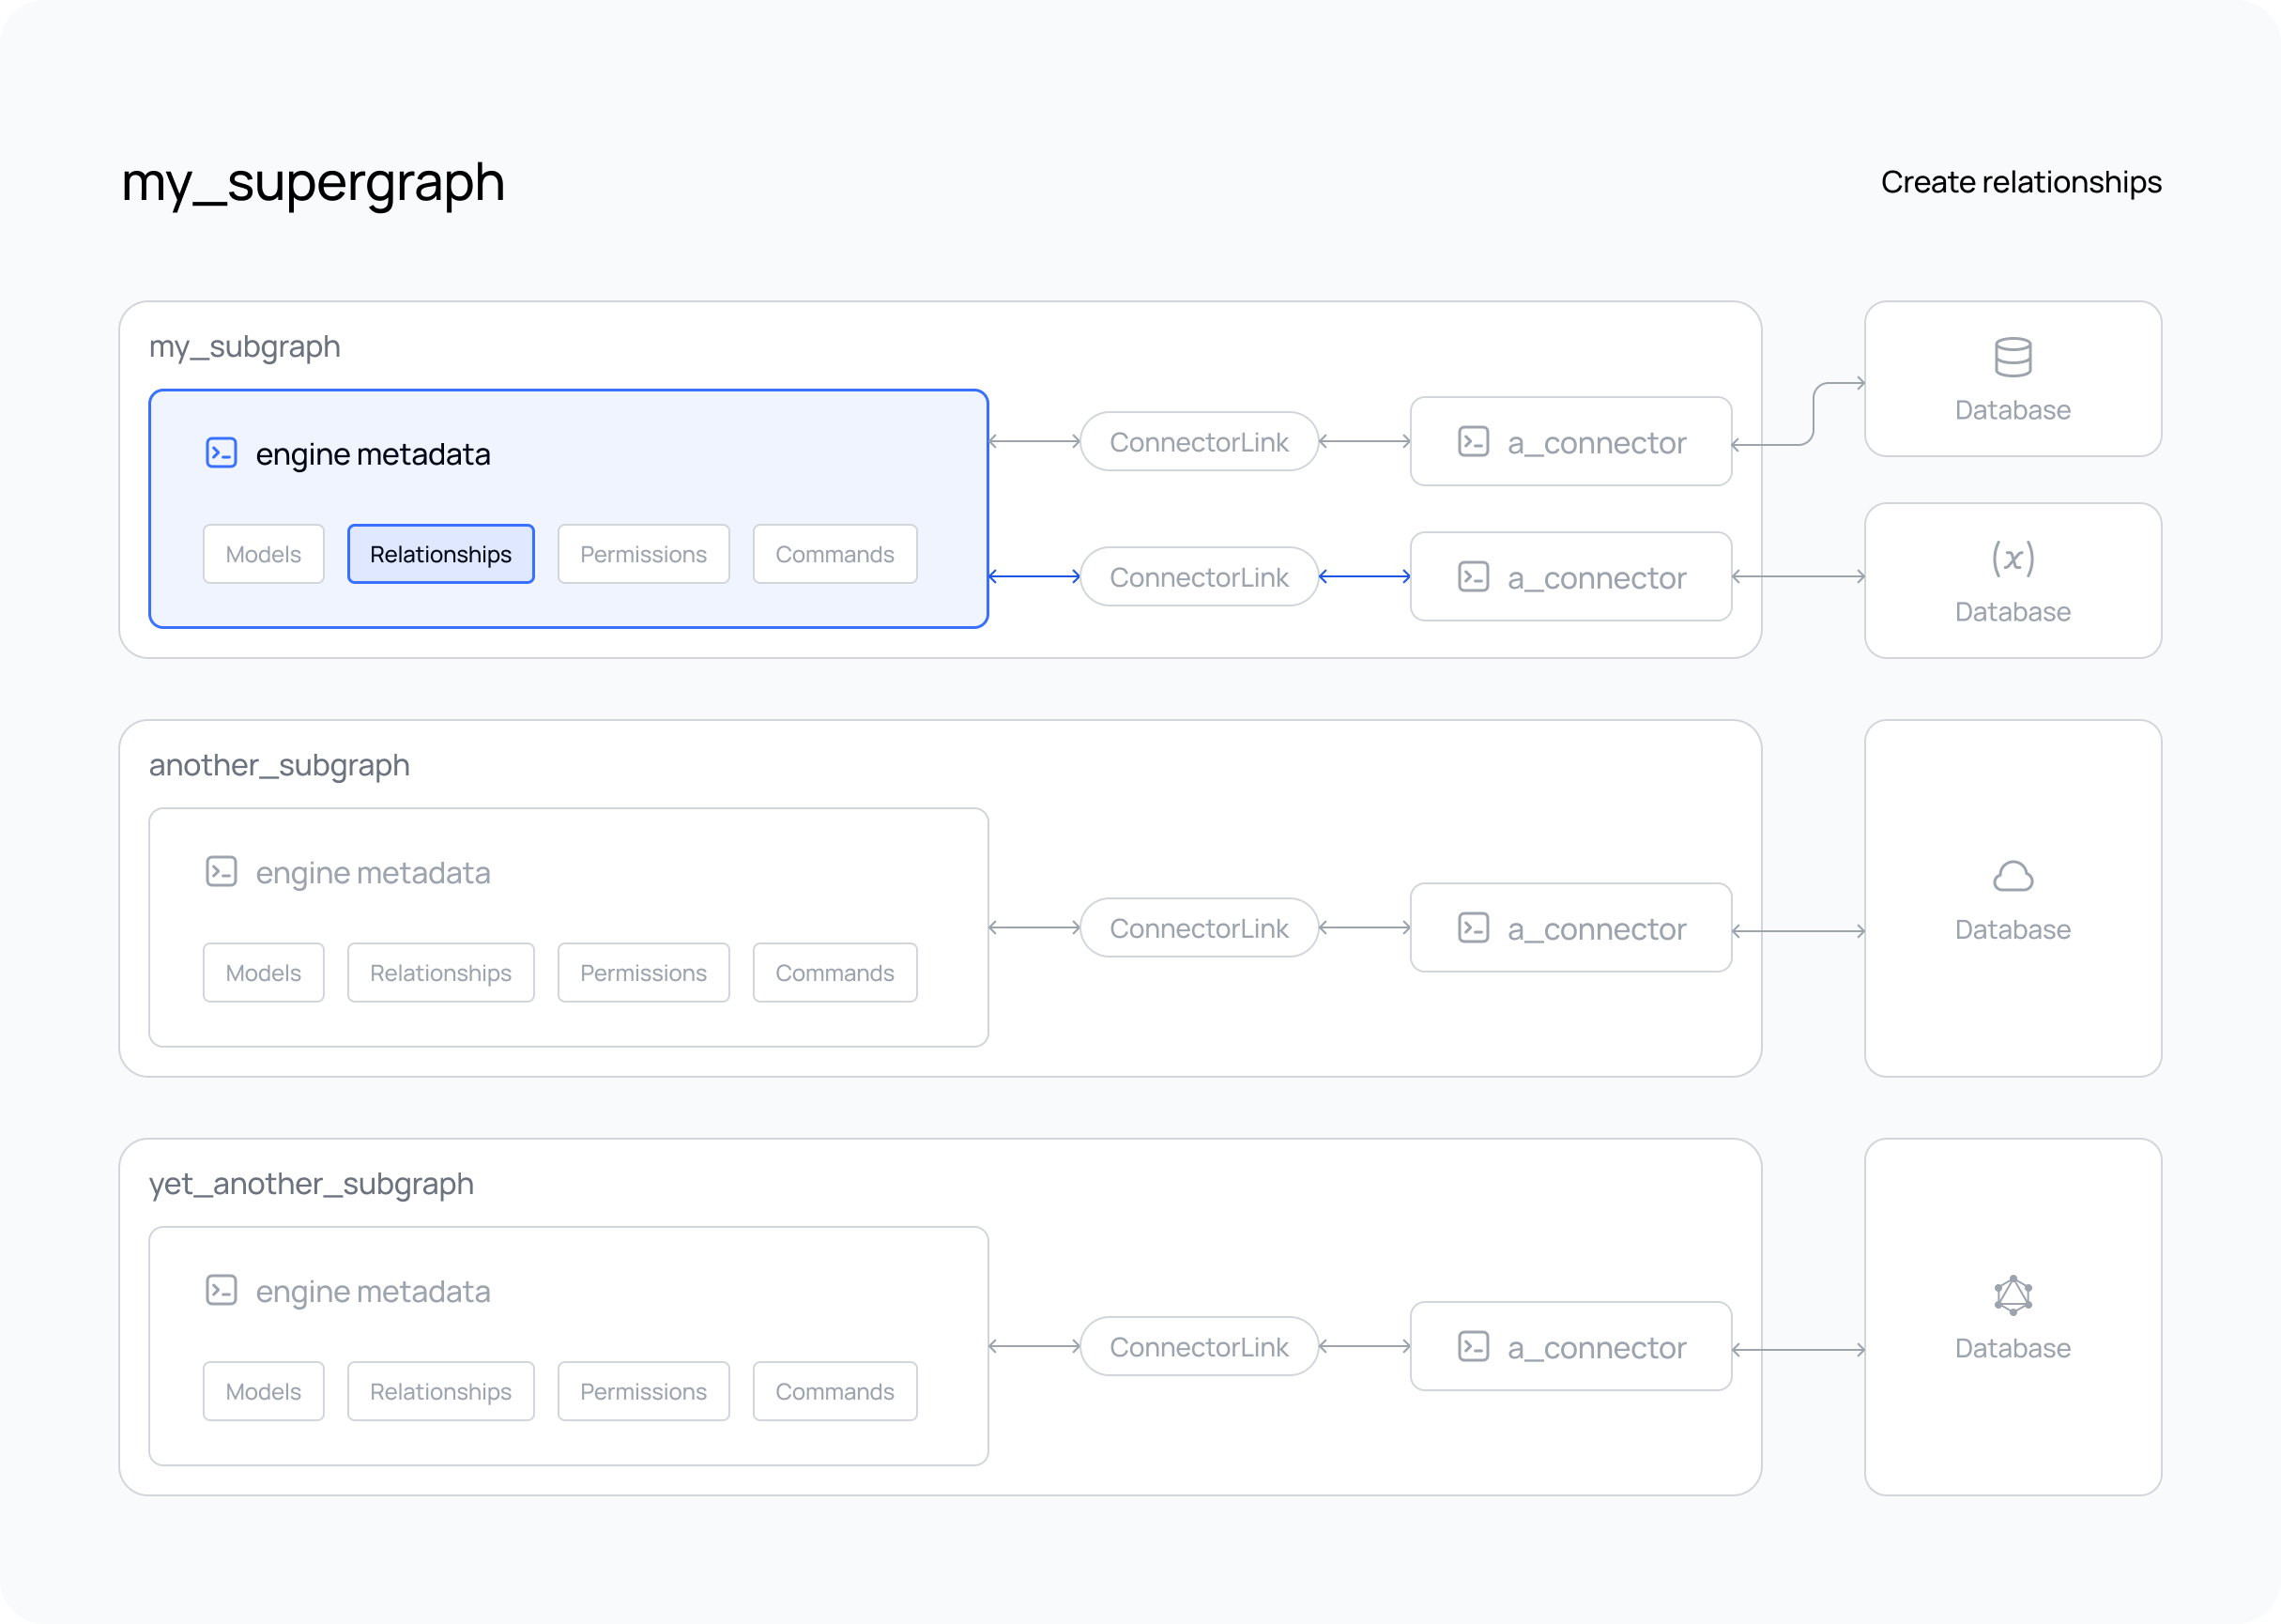 my_supergraph
Create relationships
my_subgraph
engine metadata
Models
Relationships
Permissions
Commands
ConnectorLink
a_connector
Database
ConnectorLink
a_connector
(x)
Database
another_subgraph
engine metadata
Models
Relationships
Permissions
Commands
ConnectorLink
a_connector
Database
yet_another_subgraph
engine metadata
Models
Relationships
Permissions
Commands
ConnectorLink
a_connector
Database